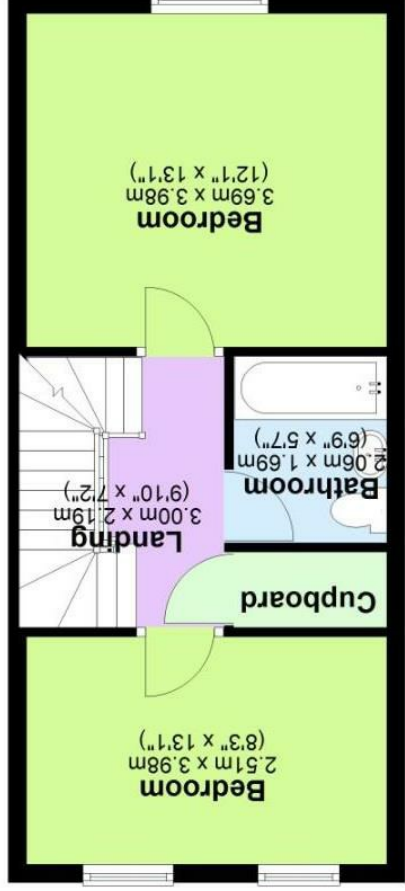 Bedroom
2.51m x 3.98m
(8'3" x 13'1")
Cupboard
Bathroom
2.06m x 1.69m
(6'9" x 5'7")
Landing
3.00m x 2.19m
(9'10" x 7'2")
Bedroom
3.69m x 3.98m
(12'1" x 13'1")